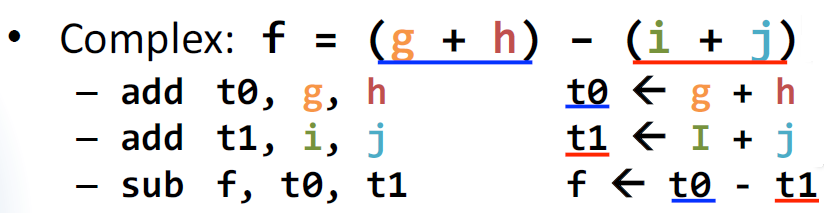 • Complex: f = (g + h) – (i + j)
– add t0, g, h t0 ← g + h
– add t1, i, j t1 ← I + j
– sub f, t0, t1 f ← t0 - t1